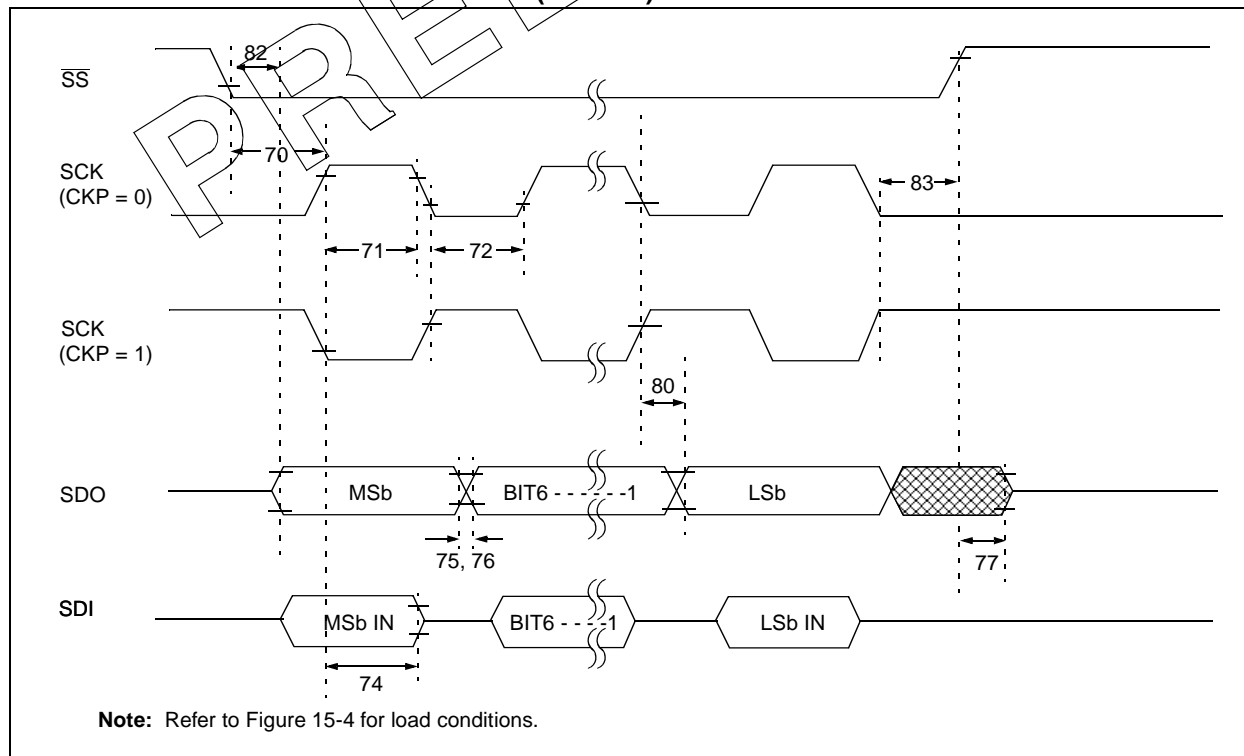 82
SS
70
SCK
(CKP = 0)
83
71
72
SCK
(CKP = 1)
80
SDO
MSb
BIT6 - - - - - -1
LSb
75, 76
77
SDI
MSb IN
BIT6 - - - -1
LSb IN
74
Note: Refer to Figure 15-4 for load conditions.